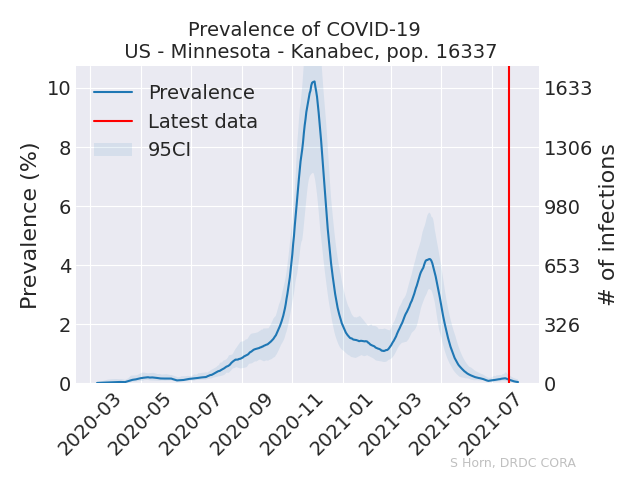 Prevalence of COVID-19
US - Minnesota - Kanabec, pop. 16337
Prevalence (%)
10
8
6
4
2
0
Prevalence
Latest data
95CI
1633
1306
980
653
326
0
# of infections
2020-03
2020-05
2020-07
2020-09
2020-11
2021-01
2021-03
2021-05
2021-07
S Horn, DRDC CORA